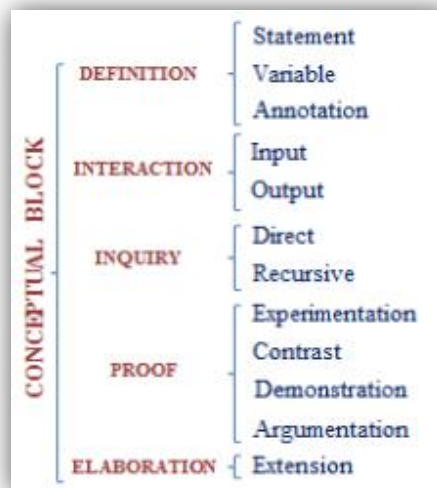 CONCEPTUAL BLOCK
DEFINITION
Statement
Variable
Annotation
INTERACTION
Input
Output
INQUIRY
Direct
Recursive
PROOF
Experimentation
Contrast
Demonstration
Argumentation
ELABORATION
Extension